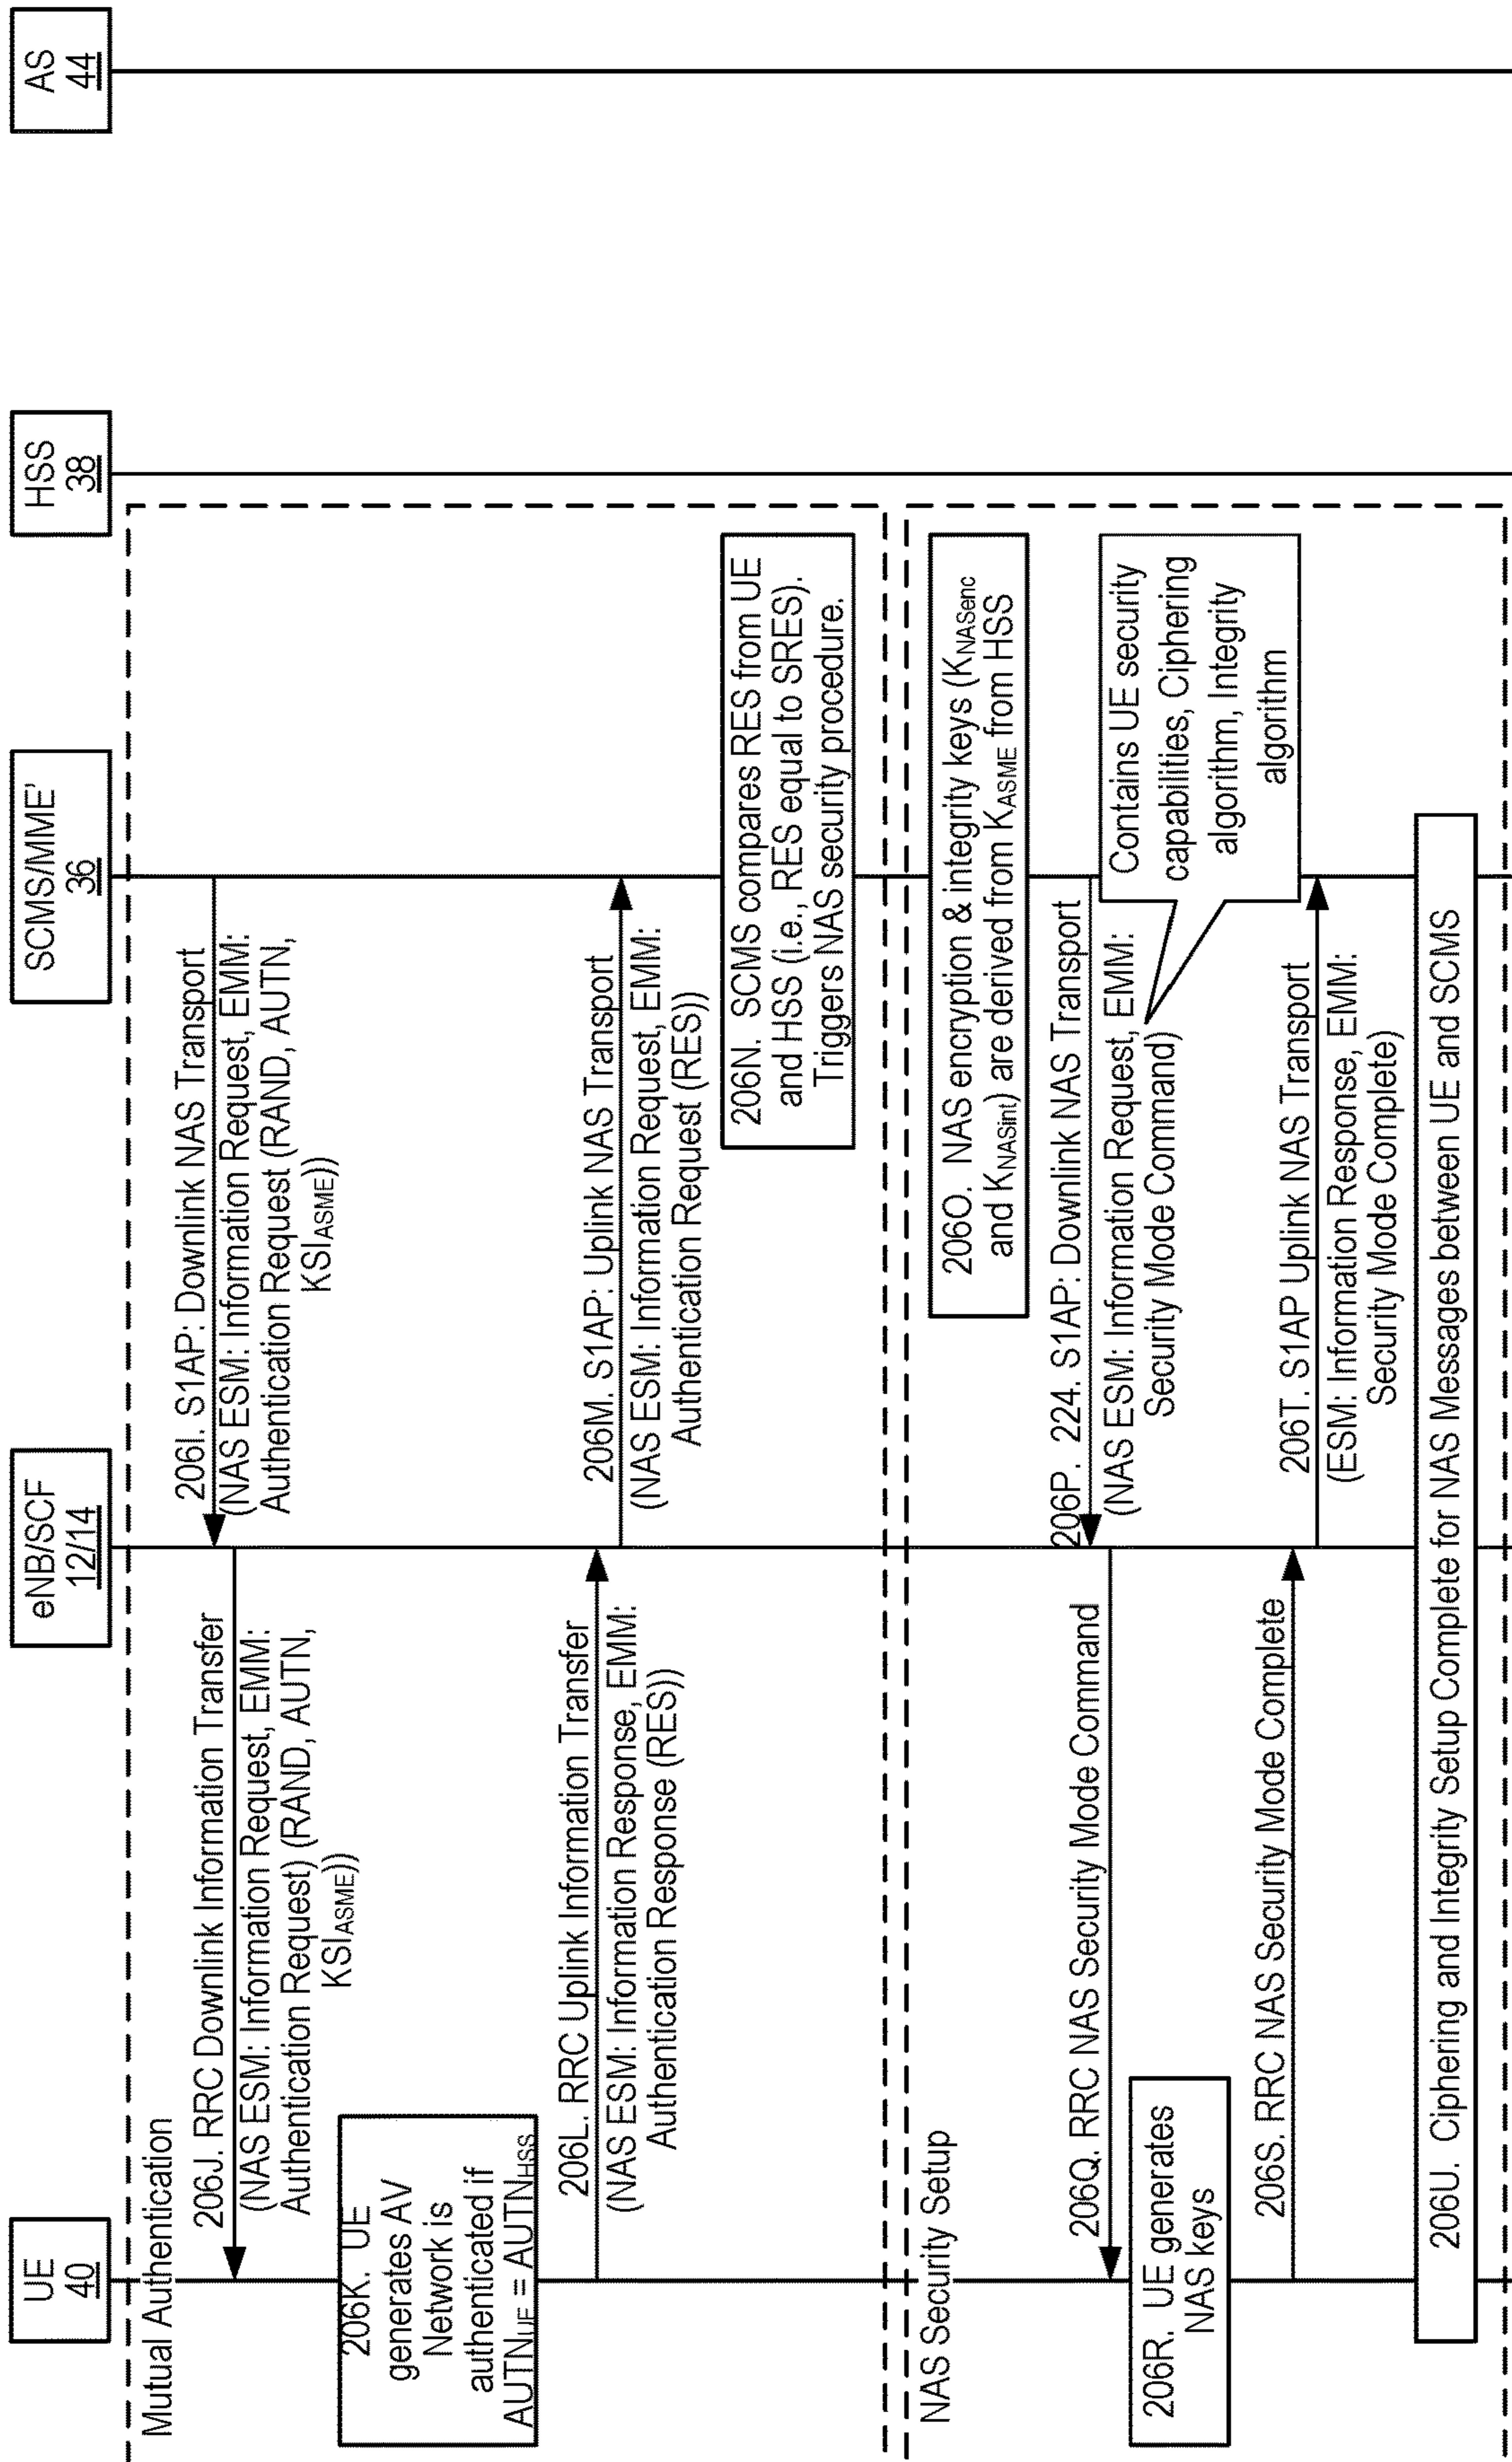 UE
40
eNB/SCF
12/14
SCMS/MME'
36
HSS
38
AS
44
Mutual Authentication
206I. S1AP: Downlink NAS Transport
(NAS ESM: Information Request, EMM:
Authentication Request (RAND, AUTN,
KSIASME))
206J. RRC Downlink Information Transfer
(NAS ESM: Information Request, EMM:
Authentication Request) (RAND, AUTN,
KSIASME))
206K. UE
generates AV
Network is
authenticated if
AUTNUE = AUTNHSS
206L. RRC Uplink Information Transfer
(NAS ESM: Information Response, EMM:
Authentication Response (RES))
206M. S1AP: Uplink NAS Transport
(NAS ESM: Information Request, EMM:
Authentication Request (RES))
206N. SCMS compares RES from UE
and HSS (i.e., RES equal to SRES).
Triggers NAS security procedure.
NAS Security Setup
206O. NAS encryption & integrity keys (KNASenc
and KNASint) are derived from KASME from HSS
206P. 224. S1AP: Downlink NAS Transport
(NAS ESM: Information Request, EMM:
Security Mode Command)
Contains UE security
capabilities, Ciphering
algorithm, Integrity
algorithm
206Q. RRC NAS Security Mode Command
206R. UE generates
NAS keys
206S. RRC NAS Security Mode Complete
206T. S1AP Uplink NAS Transport
(ESM: Information Response, EMM:
Security Mode Complete)
206U. Ciphering and Integrity Setup Complete for NAS Messages between UE and SCMS